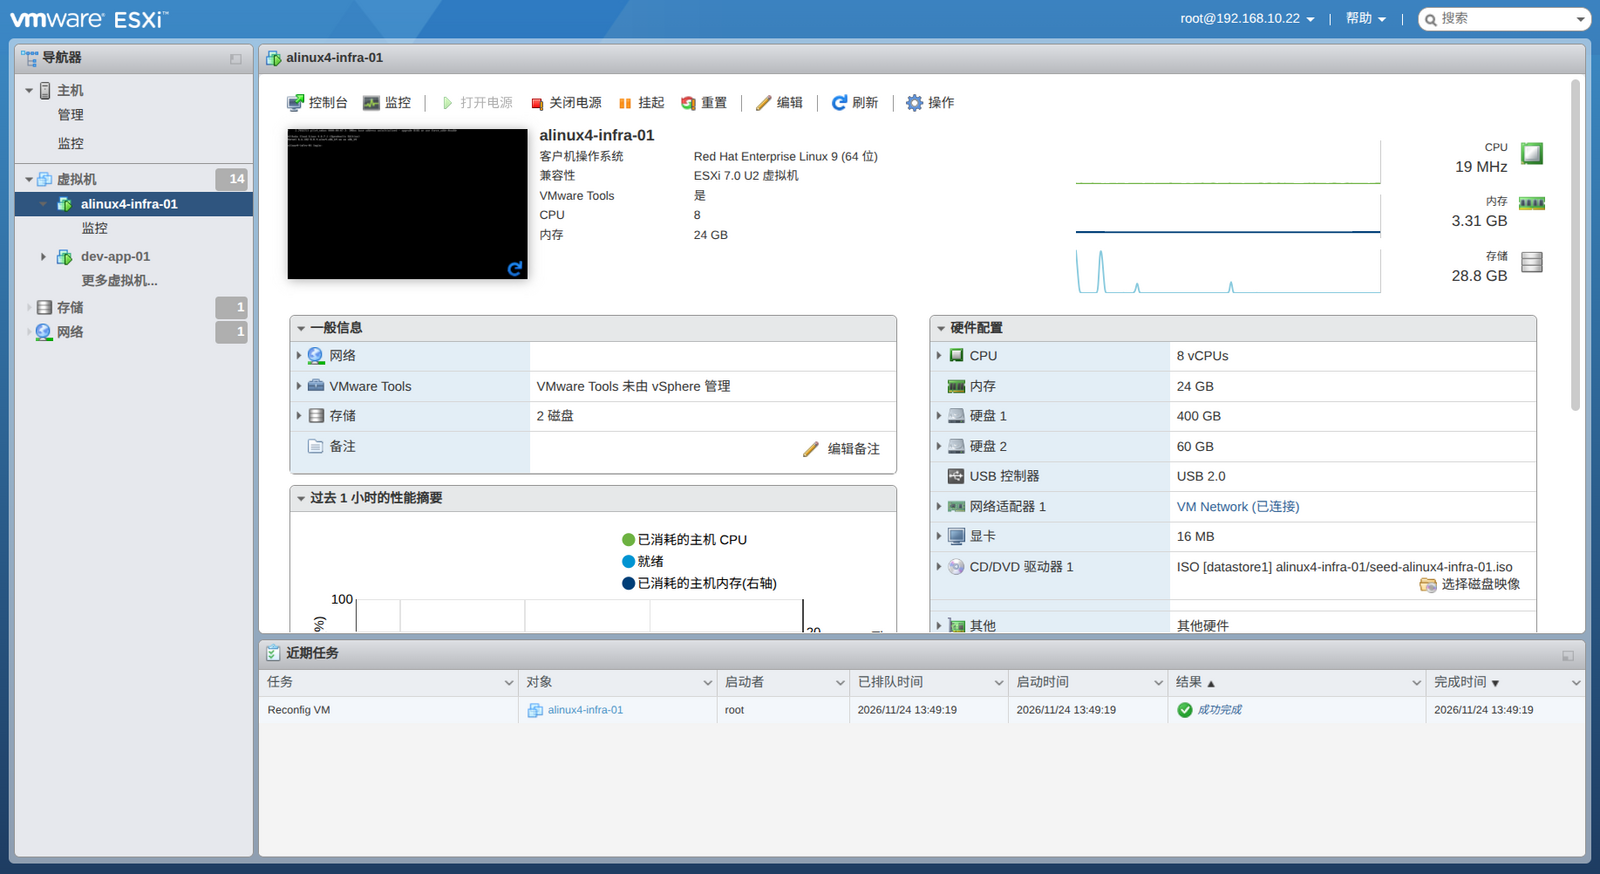 vmware ESXi™
root@192.168.10.22 | 帮助 | 搜索
导航器
主机
管理
监控
虚拟机 14
alinux4-infra-01
监控
dev-app-01
更多虚拟机...
存储 1
网络 1
alinux4-infra-01
控制台 监控 | 打开电源 关闭电源 挂起 重置 | 编辑 | 刷新 | 操作
alinux4-infra-01
客户机操作系统 Red Hat Enterprise Linux 9 (64 位)
兼容性 ESXi 7.0 U2 虚拟机
VMware Tools 是
CPU 8
内存 24 GB
CPU
19 MHz
内存
3.31 GB
存储
28.8 GB
一般信息
网络
VMware Tools VMware Tools 未由 vSphere 管理
存储 2 磁盘
备注 编辑备注
过去 1 小时的性能摘要
已消耗的主机 CPU
就绪
已消耗的主机内存(右轴)
100
%)
20
硬件配置
CPU 8 vCPUs
内存 24 GB
硬盘 1 400 GB
硬盘 2 60 GB
USB 控制器 USB 2.0
网络适配器 1 VM Network (已连接)
显卡 16 MB
CD/DVD 驱动器 1 ISO [datastore1] alinux4-infra-01/seed-alinux4-infra-01.iso
选择磁盘映像
其他 其他硬件
近期任务
任务 对象 启动者 已排队时间 启动时间 结果 ▲ 完成时间 ▼
Reconfig VM alinux4-infra-01 root 2026/11/24 13:49:19 2026/11/24 13:49:19 成功完成 2026/11/24 13:49:19